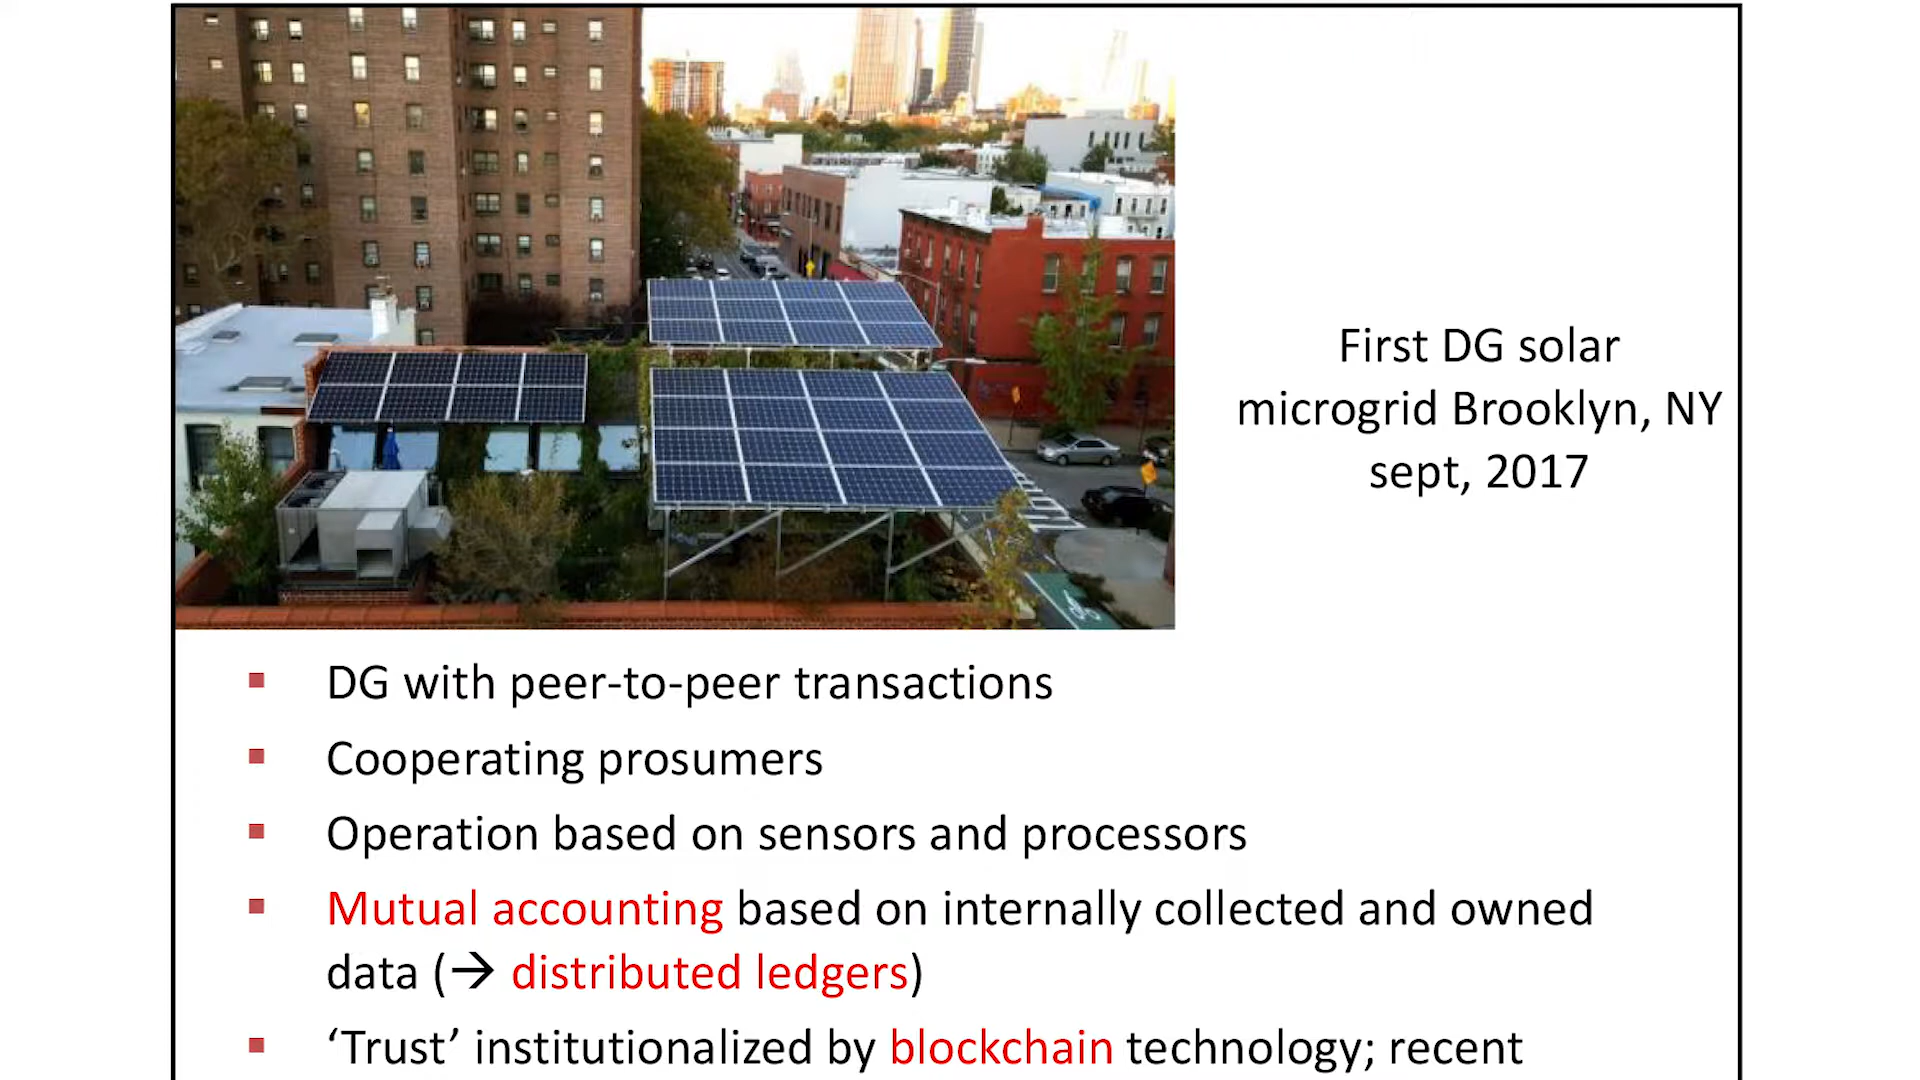 First DG solar
microgrid Brooklyn, NY
sept, 2017
▪ DG with peer-to-peer transactions
▪ Cooperating prosumers
▪ Operation based on sensors and processors
▪ Mutual accounting based on internally collected and owned
data (→ distributed ledgers)
▪ ‘Trust’ institutionalized by blockchain technology; recent